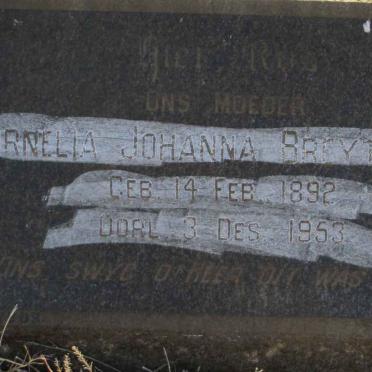 Hier Rus
ONS MOEDER
RNELIA JOHANNA BREYT
GEB. 14 FEB. 1892
OORL. 3 DES. 1953
ONS SWYG O HEER DIT WAS